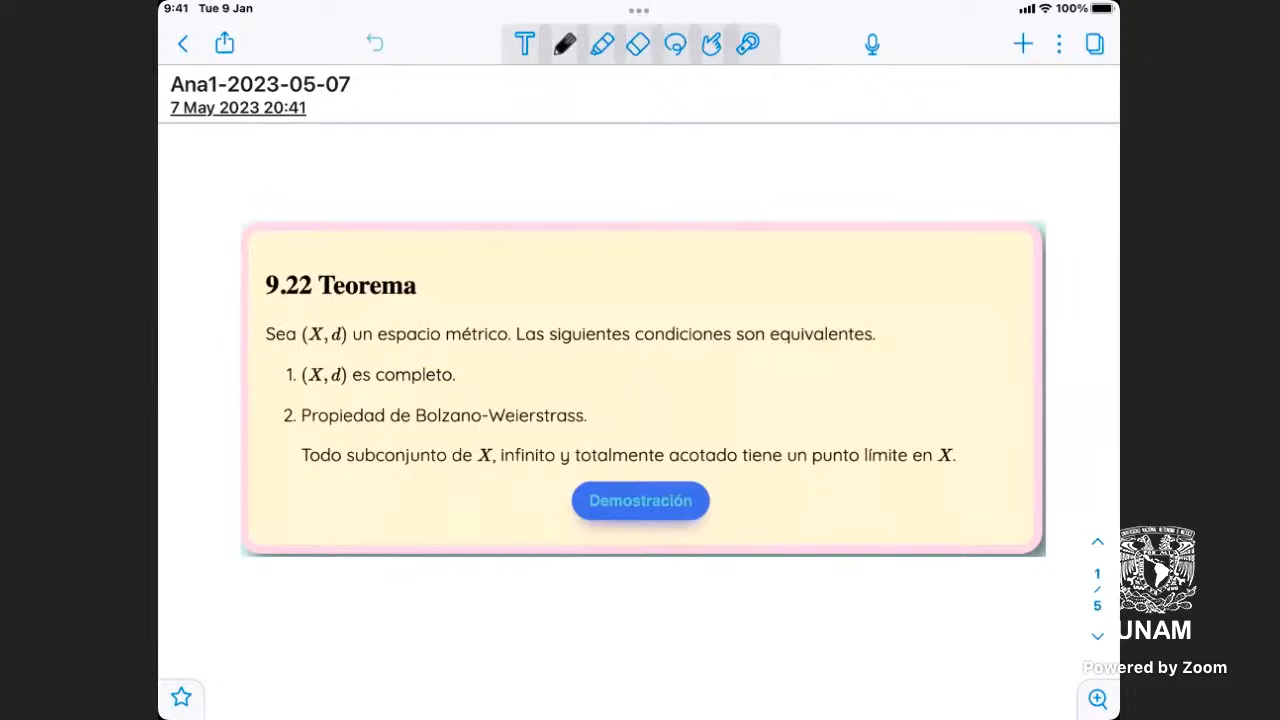 9:41 Tue 9 Jan
100%
Ana1-2023-05-07
7 May 2023 20:41
9.22 Teorema
Sea (X, d) un espacio métrico. Las siguientes condiciones son equivalentes.
1. (X, d) es completo.
2. Propiedad de Bolzano-Weierstrass.
Todo subconjunto de X, infinito y totalmente acotado tiene un punto límite en X.
Demostración
1
/
5
UNAM
Powered by Zoom